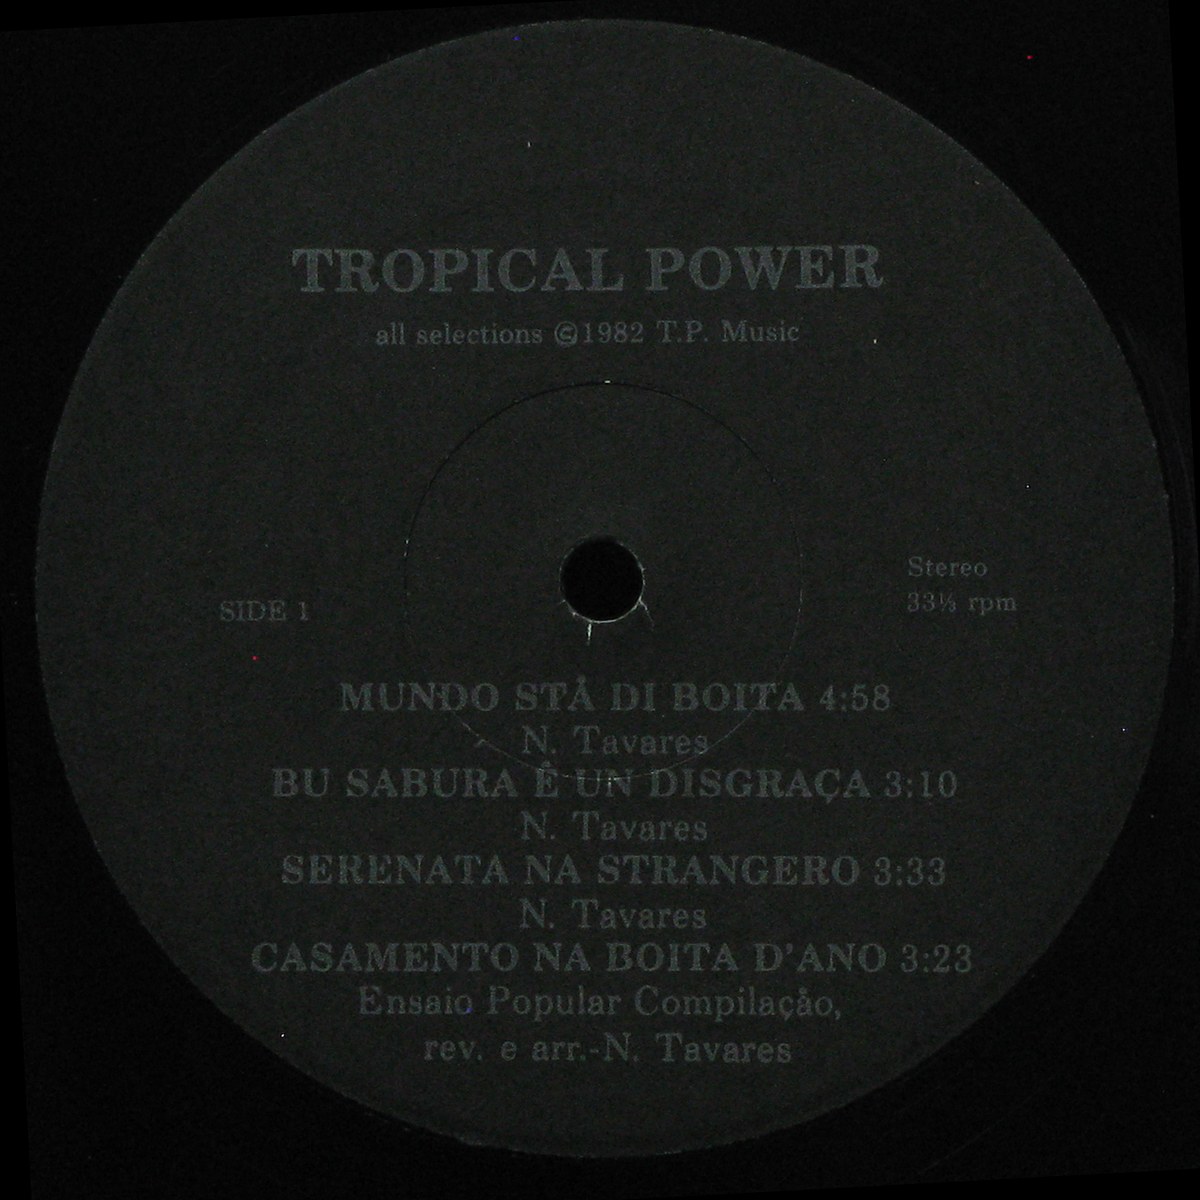 TROPICAL POWER
all selections ©1982 T.P. Music
Stereo
33⅓ rpm
SIDE 1
MUNDO STÅ DI BOITA 4:58
N. Tavares
BU SABURA Ê UN DISGRAÇA 3:10
N. Tavares
SERENATA NA STRANGERO 3:33
N. Tavares
CASAMENTO NA BOITA D'ANO 3:23
Ensaio Popular Compilaçåo,
rev. e arr.-N. Tavares